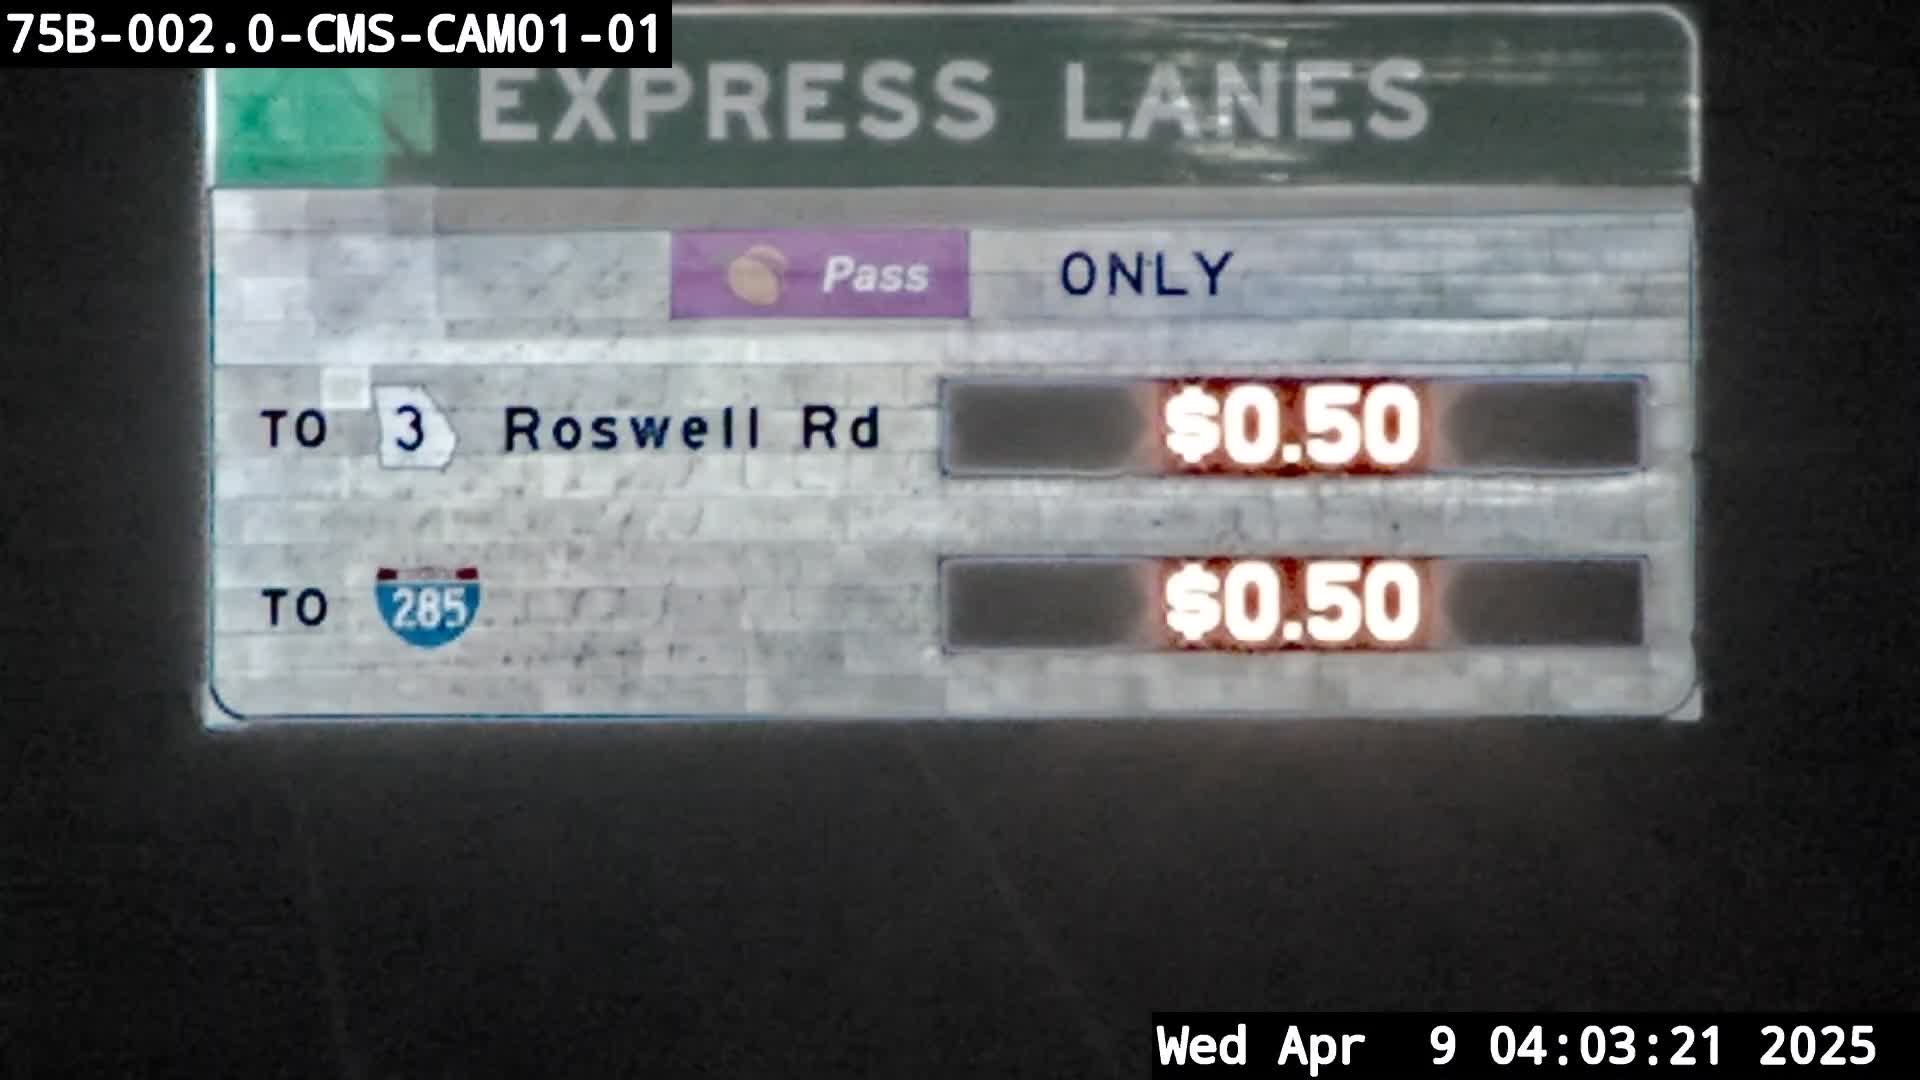 75B-002.0-CMS-CAM01-01
EXPRESS LANES
Pass ONLY
TO 3 Roswell Rd $0.50
TO 285 $0.50
Wed Apr 9 04:03:21 2025